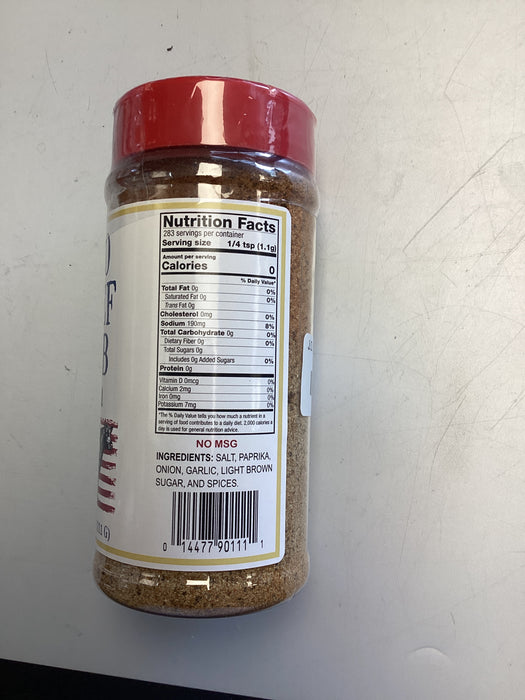 Nutrition Facts
283 servings per container
Serving size 1/4 tsp (1.1g)
Amount per serving
Calories 0
% Daily Value*
Total Fat 0g 0%
Saturated Fat 0g 0%
Trans Fat 0g
Cholesterol 0mg 0%
Sodium 190mg 8%
Total Carbohydrate 0g 0%
Dietary Fiber 0g 0%
Total Sugars 0g
Includes 0g Added Sugars 0%
Protein 0g
Vitamin D 0mcg 0%
Calcium 2mg 0%
Iron 0mg 0%
Potassium 7mg 0%
*The % Daily Value tells you how much a nutrient in a
serving of food contributes to a daily diet. 2,000 calories a
day is used for general nutrition advice.
NO MSG
INGREDIENTS: SALT, PAPRIKA,
ONION, GARLIC, LIGHT BROWN
SUGAR, AND SPICES.
0 14477 90111 1
F
B
G)